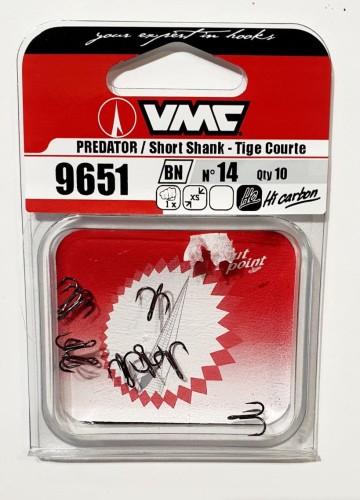 your expert in hooks
VMC
PREDATOR / Short Shank - Tige Courte
9651 BN N° 14 Qty 10
1x XS HC Hi carbon
point